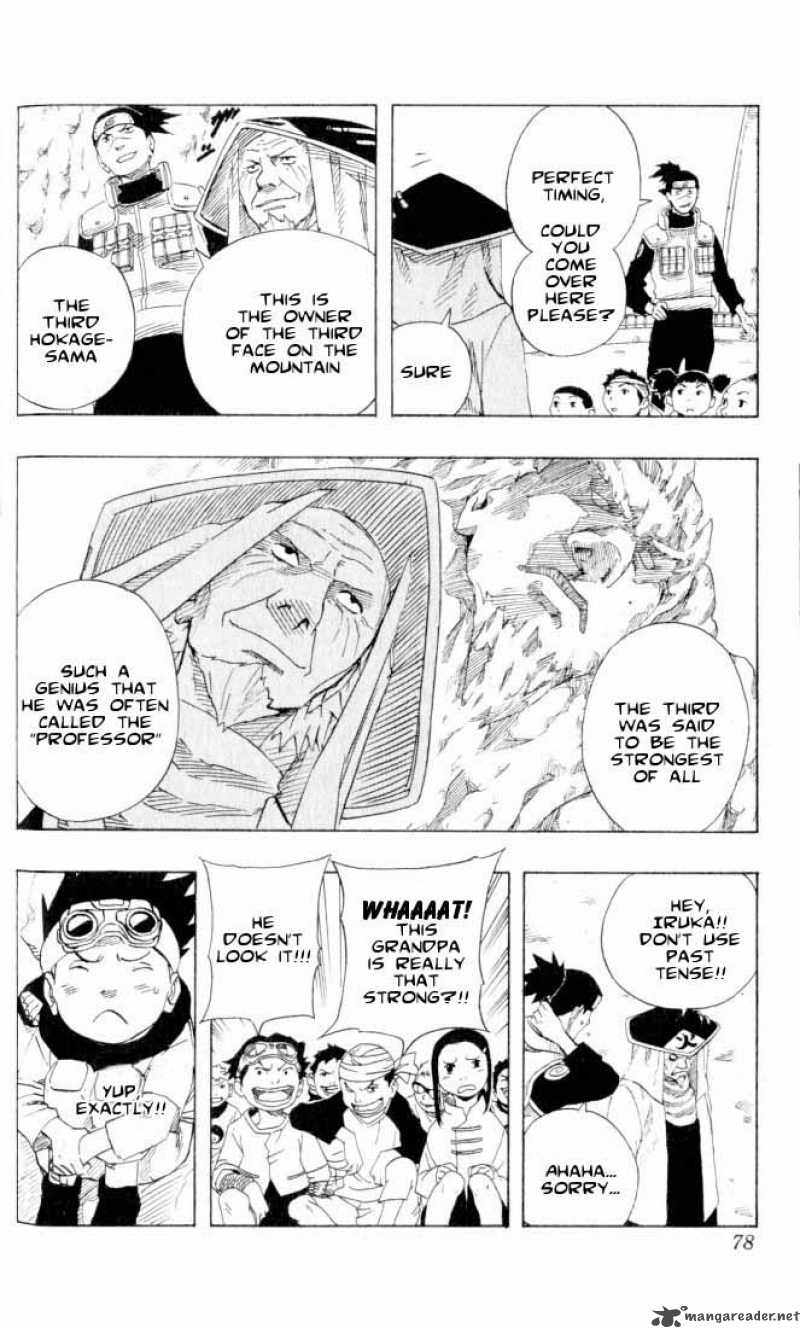 PERFECT
TIMING,
COULD
YOU
COME
OVER
HERE
PLEASE?
SURE
THIS IS
THE OWNER
OF THE THIRD
FACE ON THE
MOUNTAIN
THE
THIRD
HOKAGE-
SAMA
THE THIRD
WAS SAID
TO BE THE
STRONGEST
OF ALL
SUCH A
GENIUS THAT
HE WAS OFTEN
CALLED THE
"PROFESSOR"
HEY,
IRUKA!!
DON'T USE
PAST
TENSE!!
AHAHA...
SORRY...
WHAAAAT!
THIS
GRANDPA
IS REALLY
THAT
STRONG?!!
HE
DOESN'T
LOOK IT!!!
YUP,
EXACTLY!!
78
mangareader.net